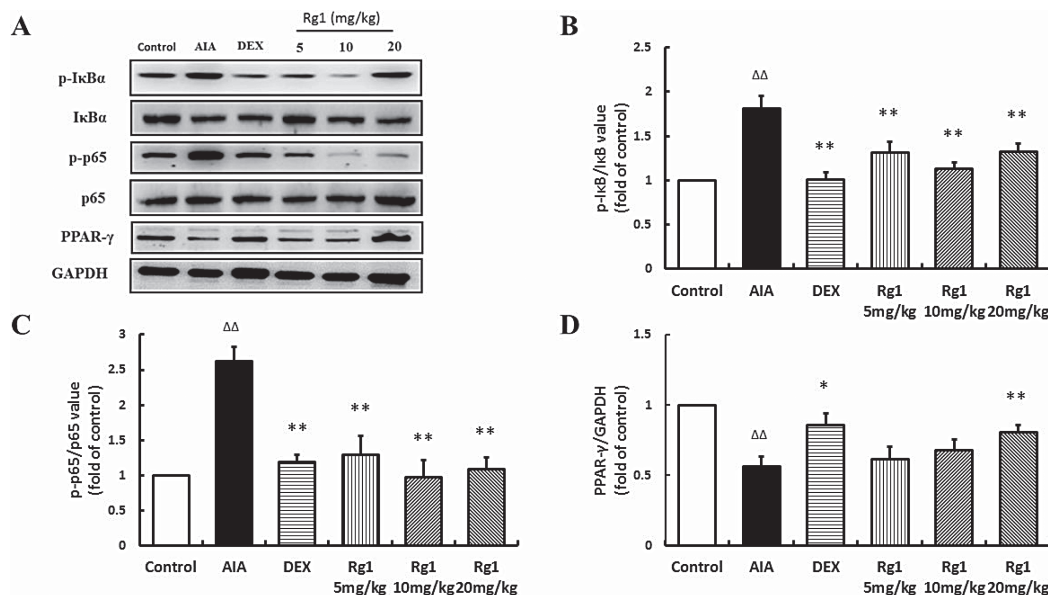 A
Rg1 (mg/kg)
Control AIA DEX 5 10 20
p-IκBα
IκBα
p-p65
p65
PPAR-γ
GAPDH
B
p-IκB/IκB value
(fold of control)
2.5
2
1.5
1
0.5
0
ΔΔ
**
**
**
**
Control AIA DEX Rg1 Rg1 Rg1
5mg/kg 10mg/kg 20mg/kg
C
p-p65/p65 value
(fold of control)
3
2.5
2
1.5
1
0.5
0
ΔΔ
**
**
**
**
Control AIA DEX Rg1 Rg1 Rg1
5mg/kg 10mg/kg 20mg/kg
D
PPAR-γ/GAPDH
(fold of control)
1.5
1
0.5
0
ΔΔ
*
**
Control AIA DEX Rg1 Rg1 Rg1
5mg/kg 10mg/kg 20mg/kg